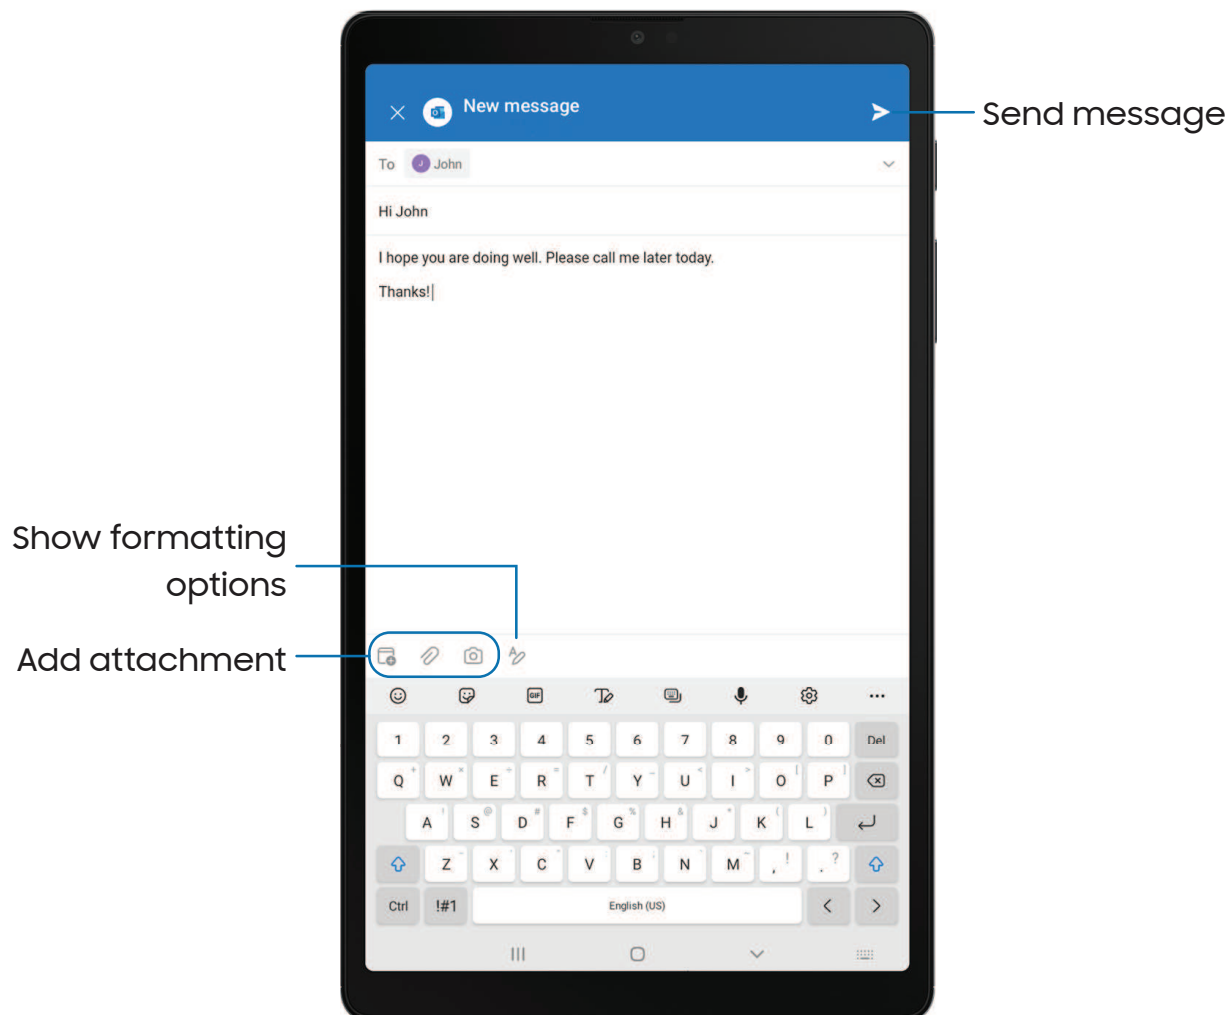 New message
Send message
To John
Hi John
I hope you are doing well. Please call me later today.
Thanks!
Show formatting
options
Add attachment
GIF
1 2 3 4 5 6 7 8 9 0 Del
Q + W × E ÷ R = T / Y _ U < I > O [ P ]
A ! S @ D # F $ G % H & J * K ( L )
Z X C V B N M , ! . ?
Ctrl !#1 English (US) < >